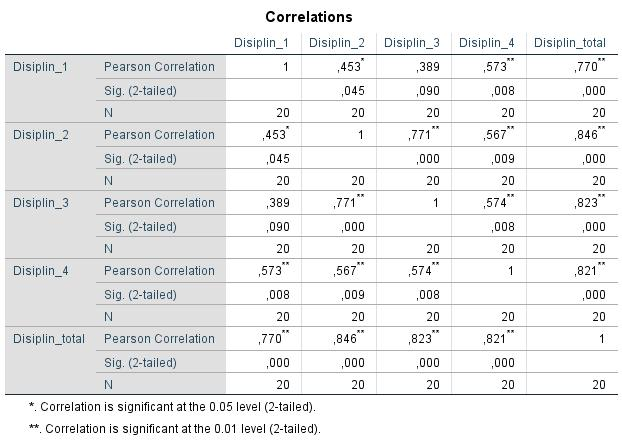 Correlations
Disiplin_1 Disiplin_2 Disiplin_3 Disiplin_4 Disiplin_total
Disiplin_1 Pearson Correlation 1 ,453* ,389 ,573** ,770**
Sig. (2-tailed) ,045 ,090 ,008 ,000
N 20 20 20 20 20
Disiplin_2 Pearson Correlation ,453* 1 ,771** ,567** ,846**
Sig. (2-tailed) ,045 ,000 ,009 ,000
N 20 20 20 20 20
Disiplin_3 Pearson Correlation ,389 ,771** 1 ,574** ,823**
Sig. (2-tailed) ,090 ,000 ,008 ,000
N 20 20 20 20 20
Disiplin_4 Pearson Correlation ,573** ,567** ,574** 1 ,821**
Sig. (2-tailed) ,008 ,009 ,008 ,000
N 20 20 20 20 20
Disiplin_total Pearson Correlation ,770** ,846** ,823** ,821** 1
Sig. (2-tailed) ,000 ,000 ,000 ,000
N 20 20 20 20 20
*. Correlation is significant at the 0.05 level (2-tailed).
**. Correlation is significant at the 0.01 level (2-tailed).